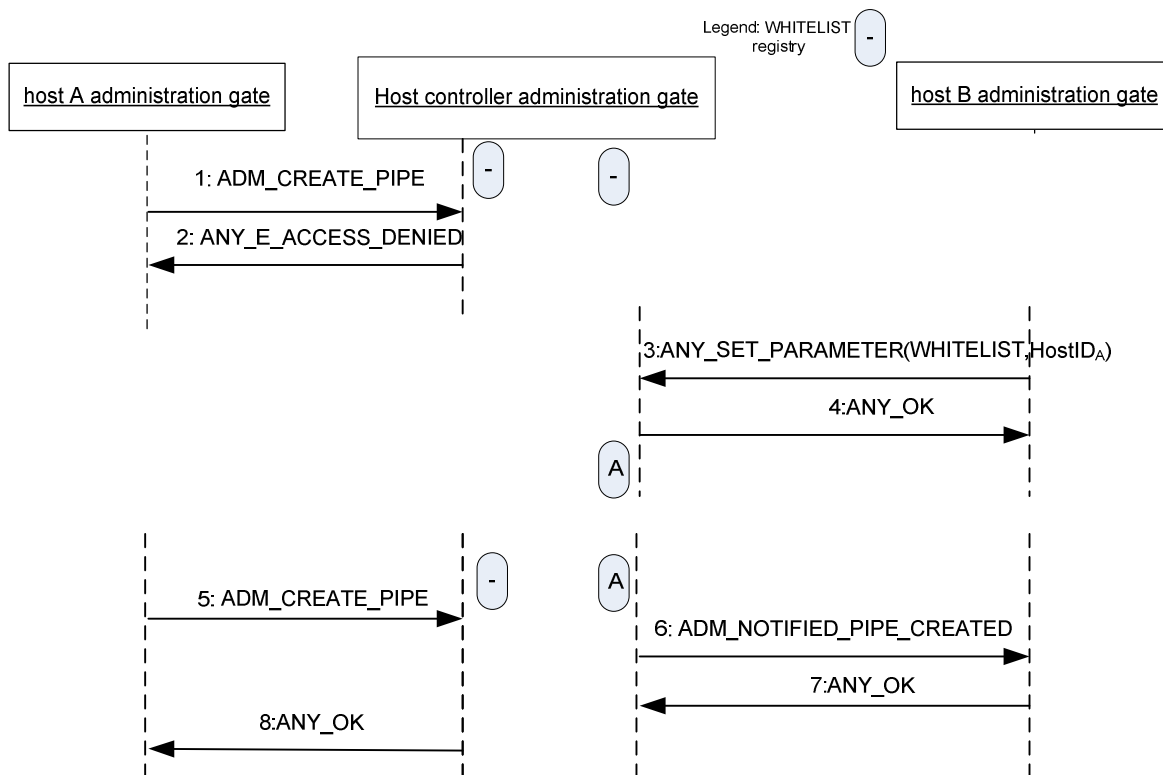 Legend: WHITELIST
registry
-
host A administration gate
Host controller administration gate
host B administration gate
-
-
1: ADM_CREATE_PIPE
2: ANY_E_ACCESS_DENIED
3:ANY_SET_PARAMETER(WHITELIST,HostIDA)
4:ANY_OK
A
-
A
5: ADM_CREATE_PIPE
6: ADM_NOTIFIED_PIPE_CREATED
7:ANY_OK
8:ANY_OK